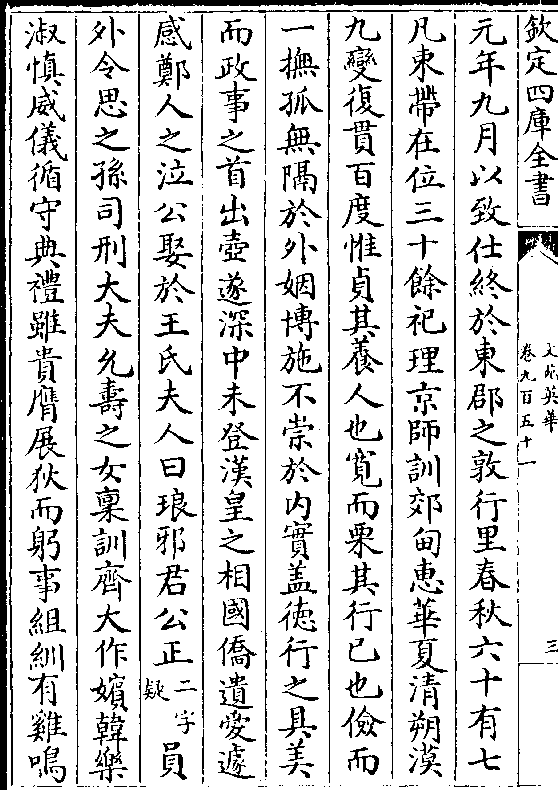 欽定四庫全書
文苑英華
卷九百五十一
三
元年九月以致仕終於東郡之敦行里春秋六十有七
凡束帶在位三十餘祀理京師訓郊甸惠華夏清朔漠
九變復貫百度惟貞其養人也寬而栗其行已也儉而
一撫孤無隔於外姻博施不崇於内實盖徳行之具美
而政事之首出壺遂深中未登漢皇之相國僑遺愛遽
感鄭人之泣公娶於王氏夫人曰琅邪君公正二字疑員
外令思之孫司刑大夫允壽之女稟訓齊大作嬪韓樂
淑慎威儀循守典禮雖貴膺展狄而躬事組紃有雞鳴